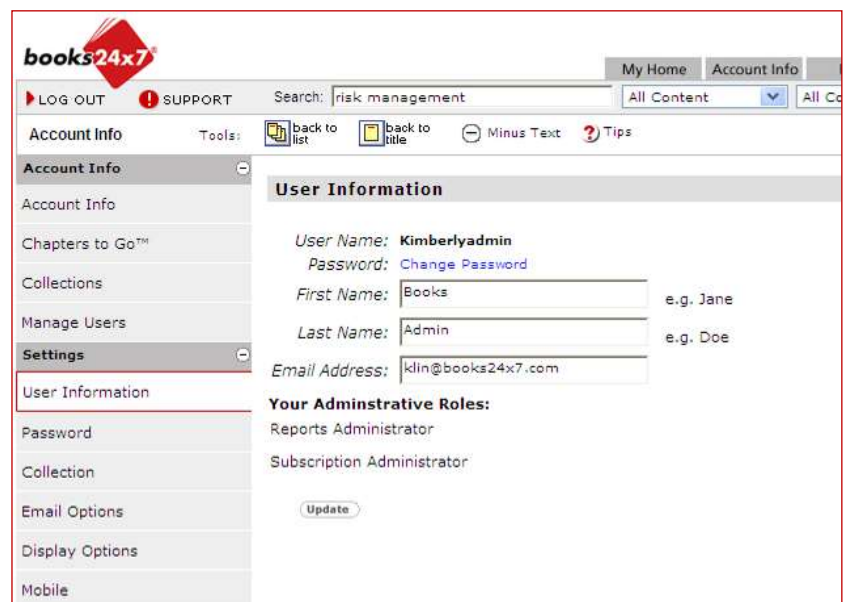 books24x7
My Home Account Info
LOG OUT SUPPORT Search: risk management All Content
Account Info Tools: back to list back to title Minus Text Tips
Account Info
Account Info
Chapters to Go™
Collections
Manage Users
Settings
User Information
Password
Collection
Email Options
Display Options
Mobile
User Information
User Name: Kimberlyadmin
Password: Change Password
First Name: Books e.g. Jane
Last Name: Admin e.g. Doe
Email Address: klin@books24x7.com
Your Adminstrative Roles:
Reports Administrator
Subscription Administrator
Update